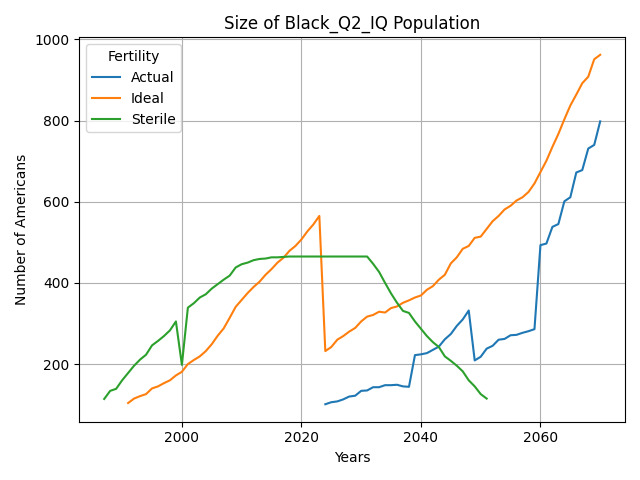 Size of Black_Q2_IQ Population
Fertility
Actual
Ideal
Sterile
Number of Americans
1000
800
600
400
200
2000
2020
2040
2060
Years